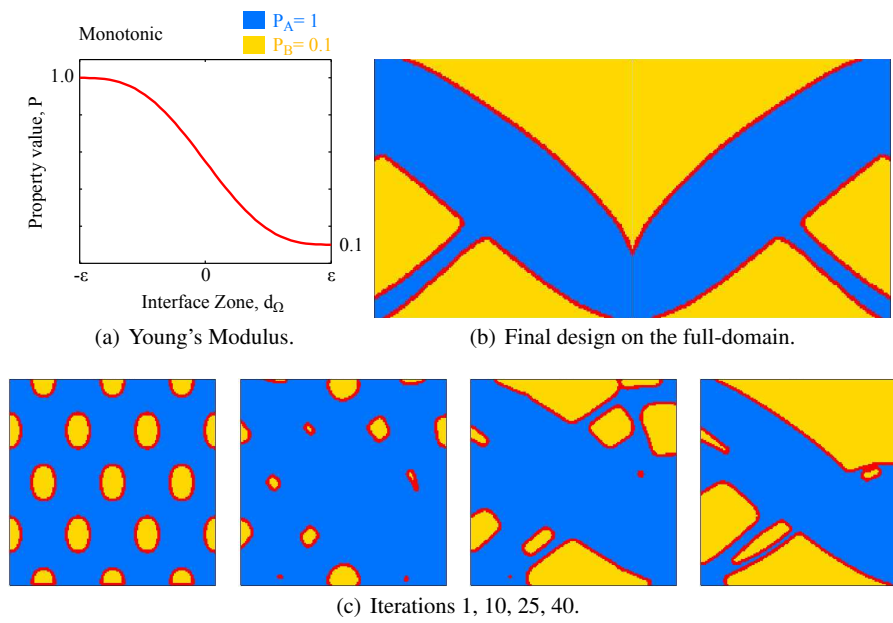 Monotonic
P_A= 1
P_B= 0.1
1.0
Property value, P
0.1
-ε 0 ε
Interface Zone, d_Ω
(a) Young's Modulus.
(b) Final design on the full-domain.
(c) Iterations 1, 10, 25, 40.